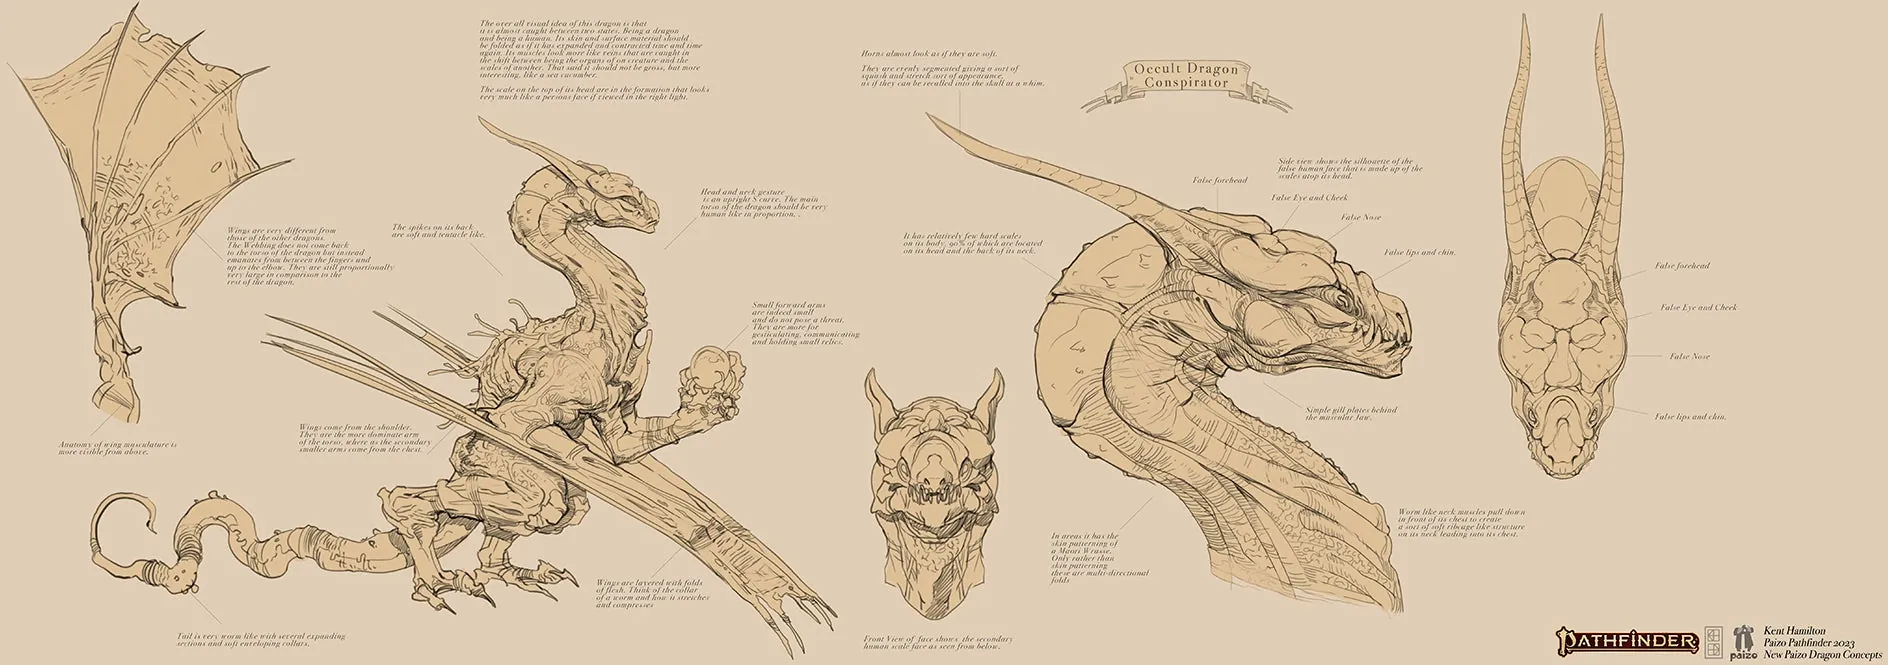 The over all visual idea of this dragon is that
it is almost caught between two states. Being a dragon
and being a human. Its skin and surface material should
be folded as if it has expanded and contracted time and time
again. Its muscles look more like veins that are caught in
the shift between being the organs of on creature and the
scales of another. That said it should not be gross, but more
interesting, like a sea cucumber.
The scale on the top of its head are in the formation that looks
very much like a persons face if viewed in the right light.
Horns almost look as if they are soft.
They are evenly segmented giving a sort of
squash and stretch sort of appearance,
as if they can be recalled into the skull at a whim.
Occult Dragon
Conspirator
Side view shows the silhouette of the
false human face that is made up of the
scales atop its head.
False forehead
False Eye and Cheek
False Nose
False lips and chin.
Head and neck gesture
is an upright S curve. The main
torso of the dragon should be very
human like in proportion. .
The spikes on its back
are soft and tentacle like.
Wings are very different from
those of the other dragons.
The Webbing does not come back
to the torso of the dragon but instead
emanates from between the fingers and
up to the elbow. They are still proportionally
very large in comparison to the
rest of the dragon.
It has relatively few hard scales
on its body, 90% of which are located
on its head and the back of its neck.
False forehead
False Eye and Cheek
False Nose
False lips and chin.
Small forward arms
are indeed small
and do not pose a threat.
They are more for
gesticulating, communicating
and holding small relics.
Simple gill plates behind
the muscular jaw.
Wings come from the shoulder.
They are the more dominate arm
of the torso, where as the secondary
smaller arms come from the chest.
Anatomy of wing musculature is
more visible from above.
Worm like neck muscles pull down
in front of its chest to create
a sort of soft ribcage like structure
on its neck leading into its chest.
In areas it has the
skin patterning of
a Maori Wrasse.
Only rather than
skin patterning
these are multi-directional
folds
Wings are layered with folds
of flesh. Think of the collar
of a worm and how it stretches
and compresses
Tail is very worm like with several expanding
sections and soft enveloping collars.
Front View of face shows the secondary
human scale face as seen from below.
PATHFINDER
paizo
Kent Hamilton
Paizo Pathfinder 2023
New Paizo Dragon Concepts